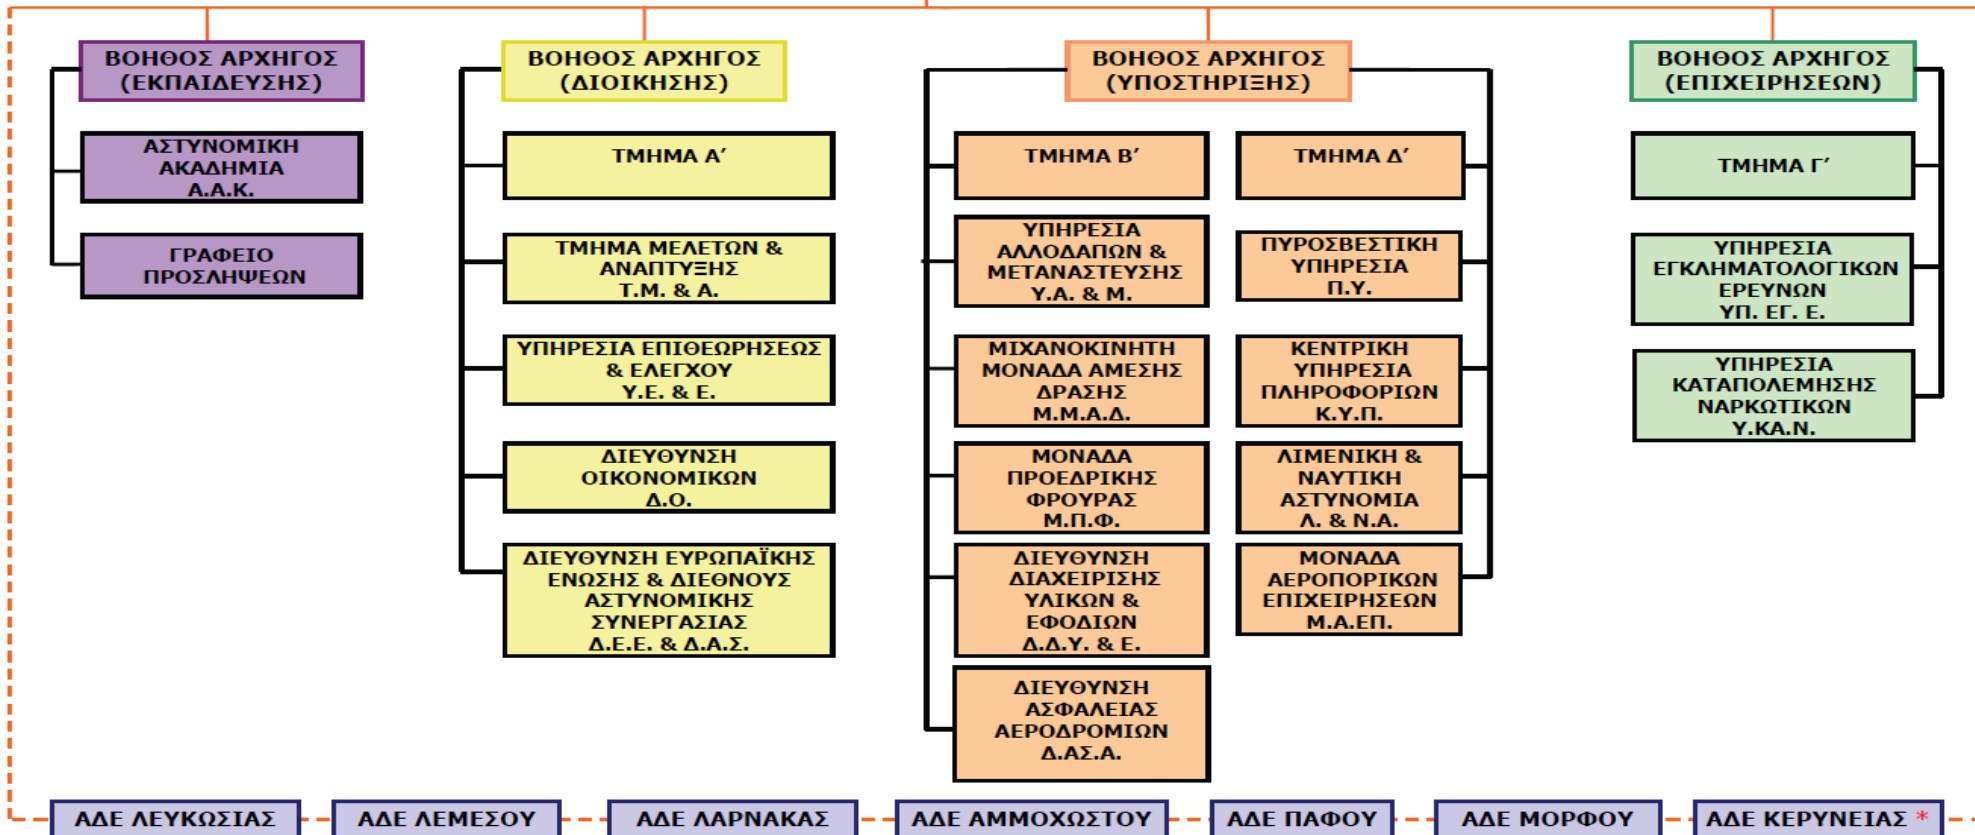 ΒΟΗΘΟΣ ΑΡΧΗΓΟΣ
(ΕΚΠΑΙΔΕΥΣΗΣ)
ΑΣΤΥΝΟΜΙΚΗ
ΑΚΑΔΗΜΙΑ
Α.Α.Κ.
ΓΡΑΦΕΙΟ
ΠΡΟΣΛΗΨΕΩΝ
ΒΟΗΘΟΣ ΑΡΧΗΓΟΣ
(ΔΙΟΙΚΗΣΗΣ)
ΤΜΗΜΑ Α′
ΤΜΗΜΑ ΜΕΛΕΤΩΝ &
ΑΝΑΠΤΥΞΗΣ
Τ.Μ. & Α.
ΥΠΗΡΕΣΙΑ ΕΠΙΘΕΩΡΗΣΕΩΣ
& ΕΛΕΓΧΟΥ
Υ.Ε. & Ε.
ΔΙΕΥΘΥΝΣΗ
ΟΙΚΟΝΟΜΙΚΩΝ
Δ.Ο.
ΔΙΕΥΘΥΝΣΗ ΕΥΡΩΠΑΪΚΗΣ
ΕΝΩΣΗΣ & ΔΙΕΘΝΟΥΣ
ΑΣΤΥΝΟΜΙΚΗΣ
ΣΥΝΕΡΓΑΣΙΑΣ
Δ.Ε.Ε. & Δ.Α.Σ.
ΒΟΗΘΟΣ ΑΡΧΗΓΟΣ
(ΥΠΟΣΤΗΡΙΞΗΣ)
ΤΜΗΜΑ Β′
ΥΠΗΡΕΣΙΑ
ΑΛΛΟΔΑΠΩΝ &
ΜΕΤΑΝΑΣΤΕΥΣΗΣ
Υ.Α. & Μ.
ΜΙΧΑΝΟΚΙΝΗΤΗ
ΜΟΝΑΔΑ ΑΜΕΣΗΣ
ΔΡΑΣΗΣ
Μ.Μ.Α.Δ.
ΜΟΝΑΔΑ
ΠΡΟΕΔΡΙΚΗΣ
ΦΡΟΥΡΑΣ
Μ.Π.Φ.
ΔΙΕΥΘΥΝΣΗ
ΔΙΑΧΕΙΡΙΣΗΣ
ΥΛΙΚΩΝ &
ΕΦΟΔΙΩΝ
Δ.Δ.Υ. & Ε.
ΔΙΕΥΘΥΝΣΗ
ΑΣΦΑΛΕΙΑΣ
ΑΕΡΟΔΡΟΜΙΩΝ
Δ.ΑΣ.Α.
ΤΜΗΜΑ Δ′
ΠΥΡΟΣΒΕΣΤΙΚΗ
ΥΠΗΡΕΣΙΑ
Π.Υ.
ΚΕΝΤΡΙΚΗ
ΥΠΗΡΕΣΙΑ
ΠΛΗΡΟΦΟΡΙΩΝ
Κ.Υ.Π.
ΛΙΜΕΝΙΚΗ &
ΝΑΥΤΙΚΗ
ΑΣΤΥΝΟΜΙΑ
Λ. & Ν.Α.
ΜΟΝΑΔΑ
ΑΕΡΟΠΟΡΙΚΩΝ
ΕΠΙΧΕΙΡΗΣΕΩΝ
Μ.Α.ΕΠ.
ΒΟΗΘΟΣ ΑΡΧΗΓΟΣ
(ΕΠΙΧΕΙΡΗΣΕΩΝ)
ΤΜΗΜΑ Γ′
ΥΠΗΡΕΣΙΑ
ΕΓΚΛΗΜΑΤΟΛΟΓΙΚΩΝ
ΕΡΕΥΝΩΝ
ΥΠ. ΕΓ. Ε.
ΥΠΗΡΕΣΙΑ
ΚΑΤΑΠΟΛΕΜΗΣΗΣ
ΝΑΡΚΩΤΙΚΩΝ
Υ.ΚΑ.Ν.
ΑΔΕ ΛΕΥΚΩΣΙΑΣ
ΑΔΕ ΛΕΜΕΣΟΥ
ΑΔΕ ΛΑΡΝΑΚΑΣ
ΑΔΕ ΑΜΜΟΧΩΣΤΟΥ
ΑΔΕ ΠΑΦΟΥ
ΑΔΕ ΜΟΡΦΟΥ
ΑΔΕ ΚΕΡΥΝΕΙΑΣ *